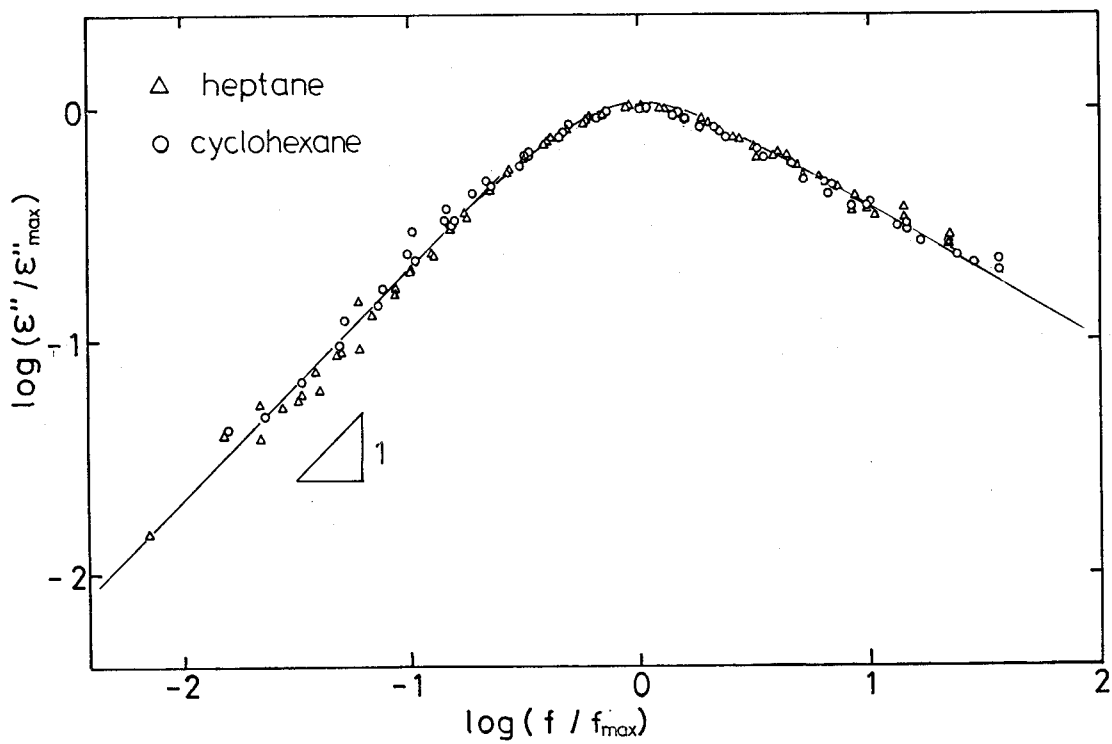 △ heptane
○ cyclohexane
0
-1
-2
log (ε" / ε"max)
1
-2 -1 0 1 2
log ( f / fmax)